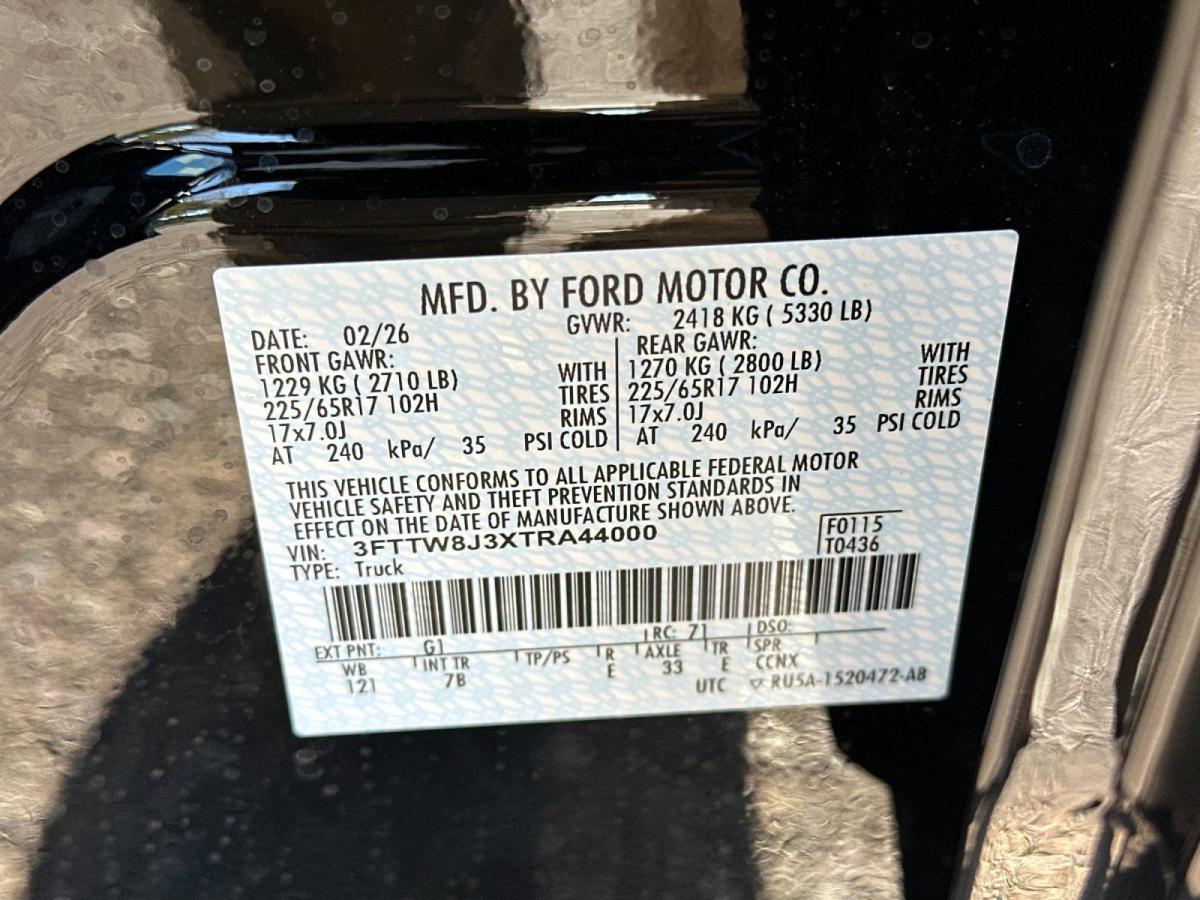 MFD. BY FORD MOTOR CO.
DATE: 02/26 GVWR: 2418 KG ( 5330 LB)
FRONT GAWR: REAR GAWR:
1229 KG ( 2710 LB) WITH 1270 KG ( 2800 LB) WITH
225/65R17 102H TIRES 225/65R17 102H TIRES
17x7.0J RIMS 17x7.0J RIMS
AT 240 kPa/ 35 PSI COLD AT 240 kPa/ 35 PSI COLD
THIS VEHICLE CONFORMS TO ALL APPLICABLE FEDERAL MOTOR
VEHICLE SAFETY AND THEFT PREVENTION STANDARDS IN
EFFECT ON THE DATE OF MANUFACTURE SHOWN ABOVE.
VIN: 3FTTW8J3XTRA44000 F0115
TYPE: Truck T0436
EXT PNT: G1 RC: 71 DSO:
WB INT TR TP/PS R AXLE TR SPR
121 7B E 33 E CCNX
UTC ▽ RU5A-1520472-AB